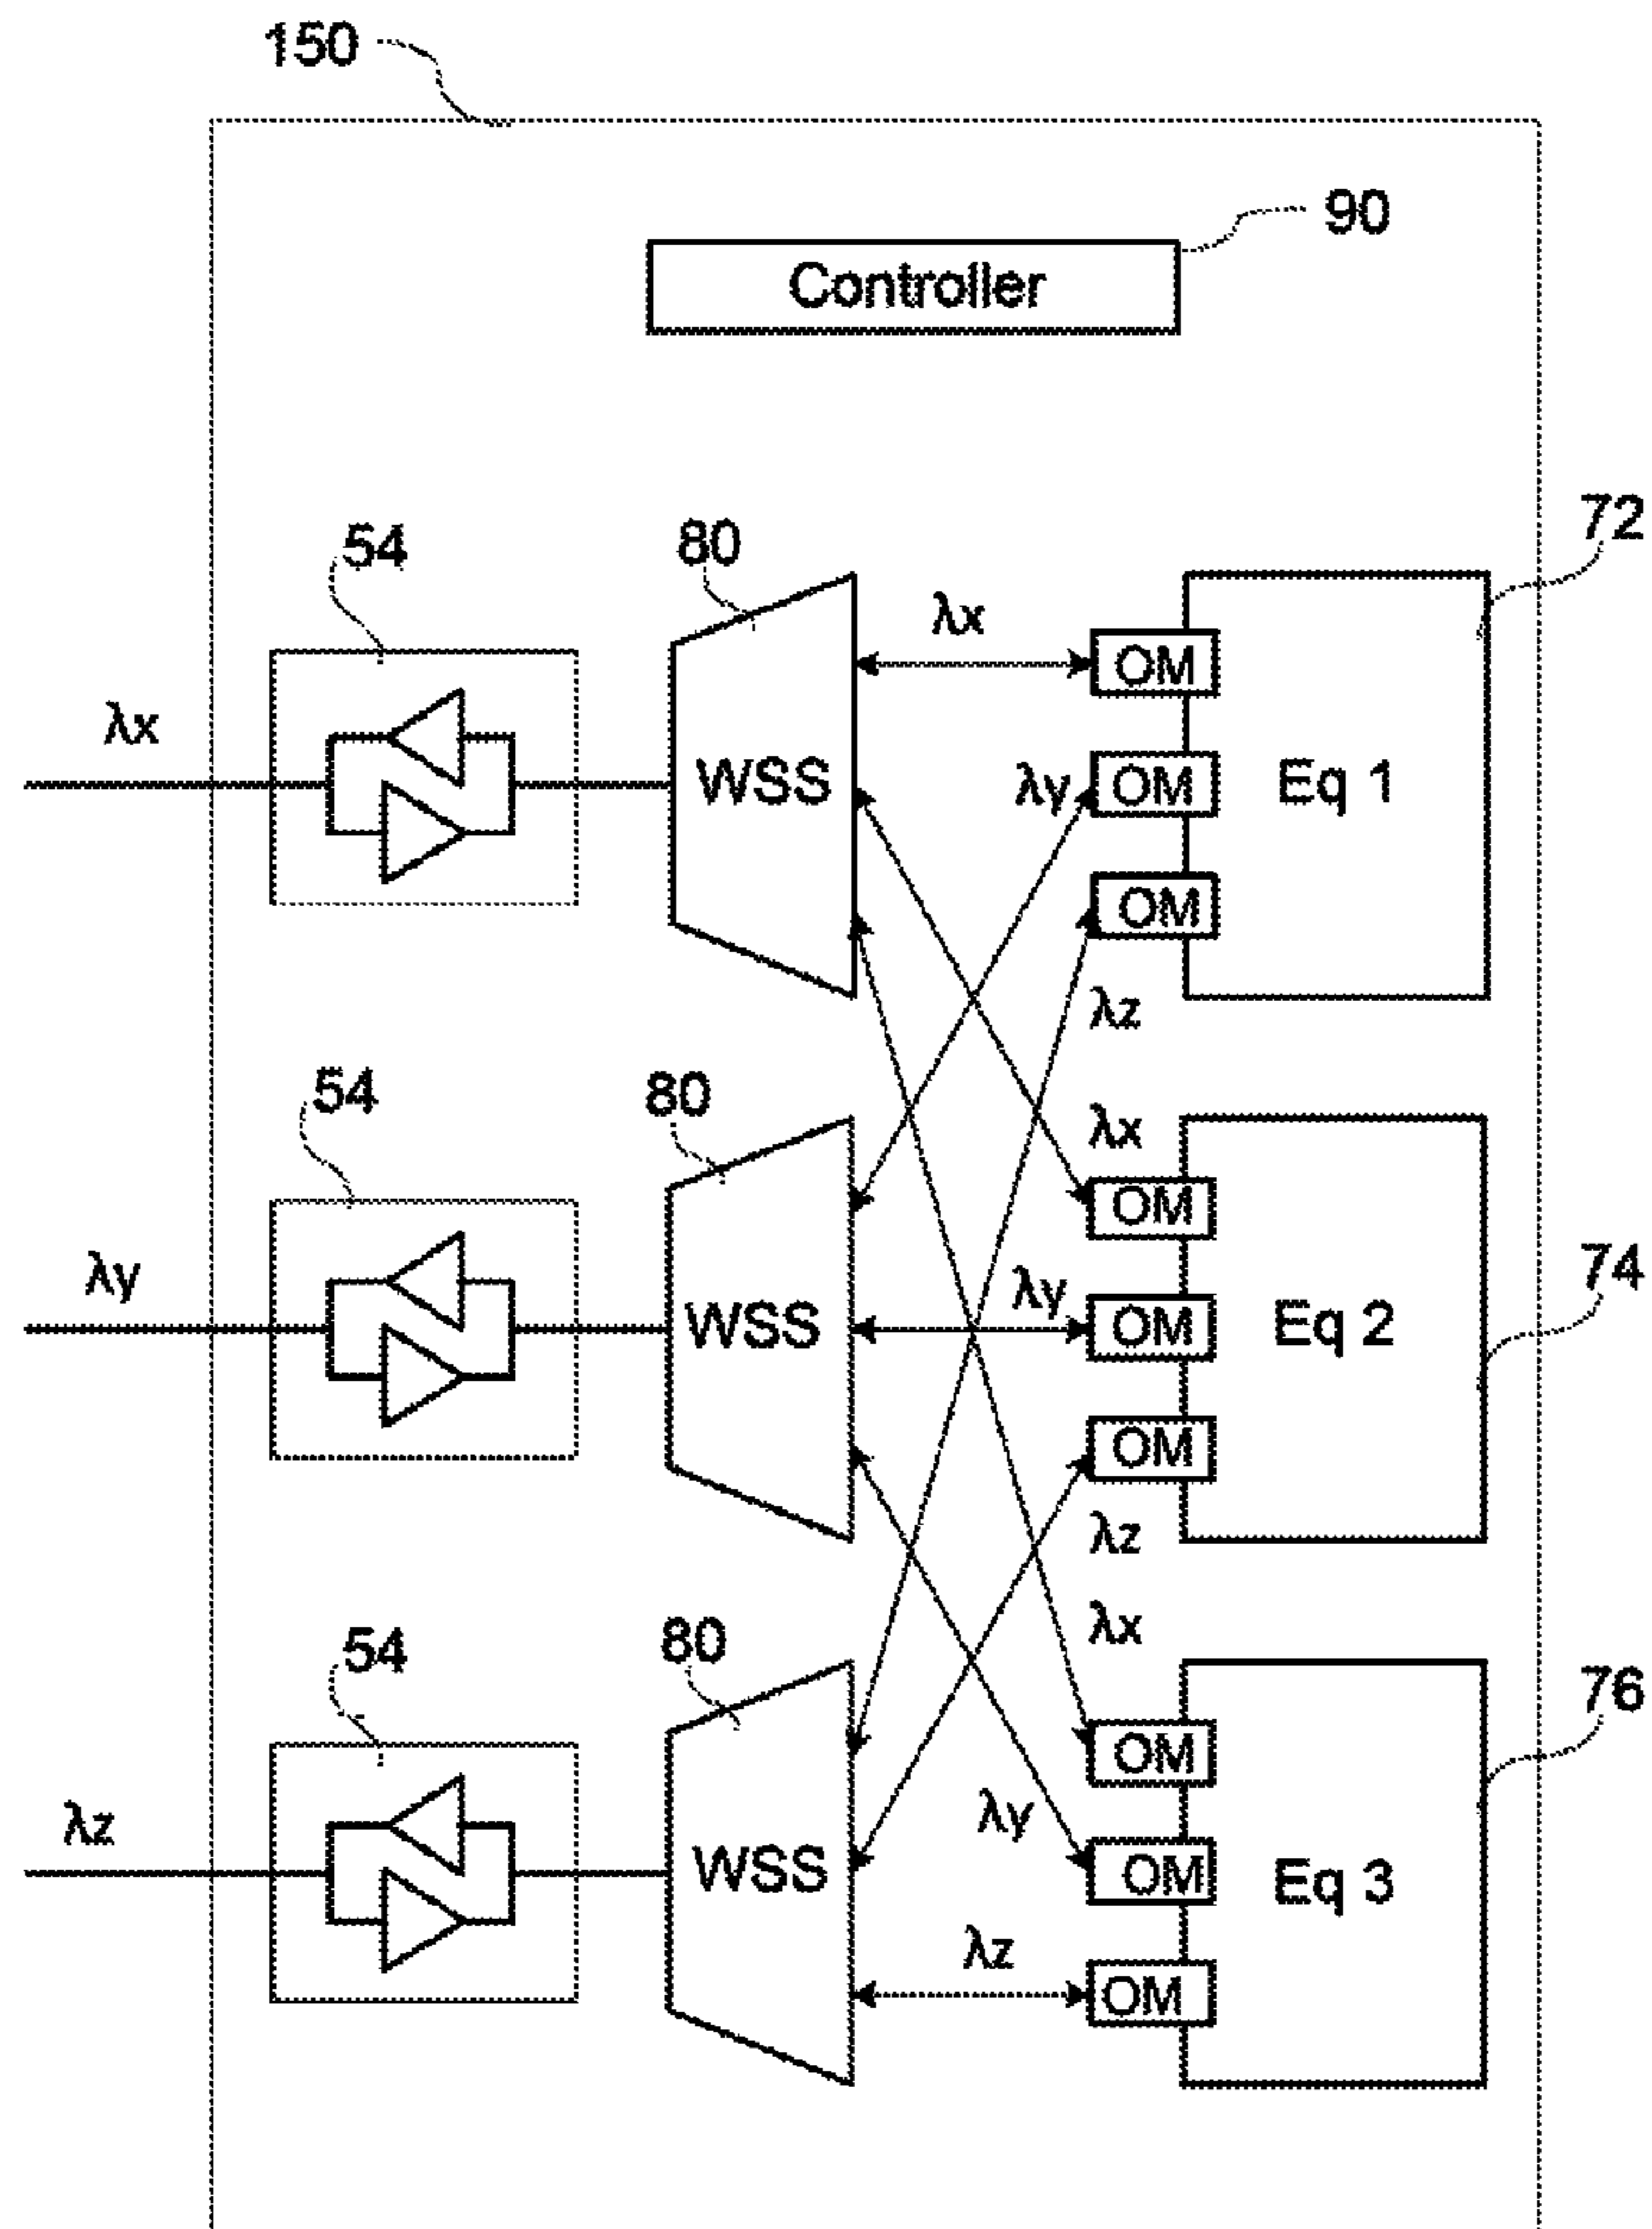 150
90
Controller
72
54
80
λx
OM
λx
WSS
λy
OM
Eq 1
OM
λz
54
80
λx
OM
74
λy
WSS
λy
OM
Eq 2
OM
λz
54
80
λx
76
OM
λz
WSS
λy
OM
Eq 3
λz
OM